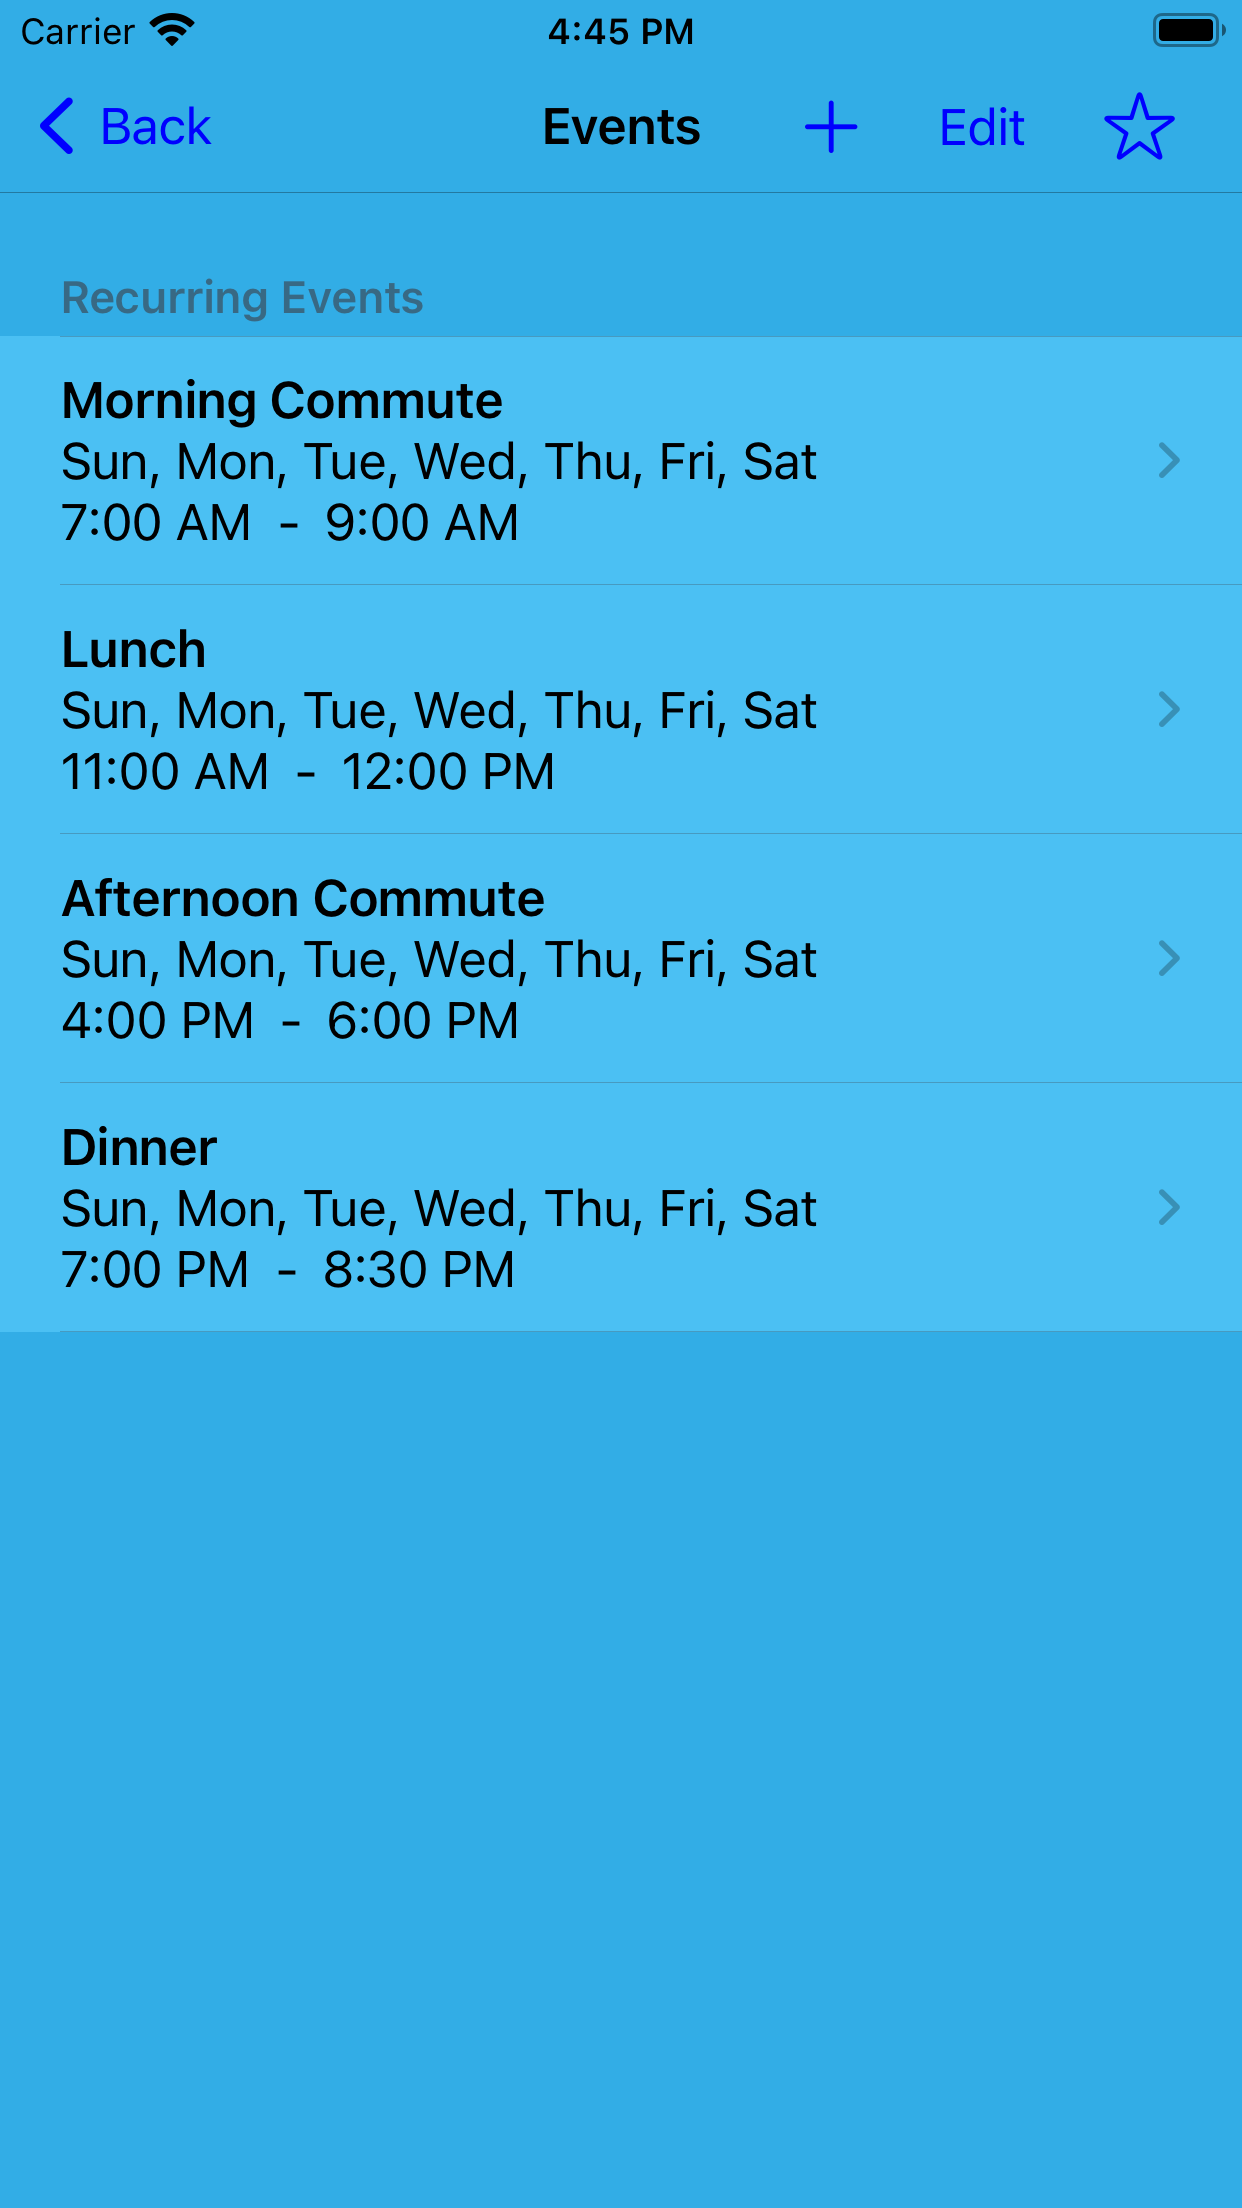 Carrier 4:45 PM
Back Events Edit
Recurring Events
Morning Commute
Sun, Mon, Tue, Wed, Thu, Fri, Sat
7:00 AM - 9:00 AM
Lunch
Sun, Mon, Tue, Wed, Thu, Fri, Sat
11:00 AM - 12:00 PM
Afternoon Commute
Sun, Mon, Tue, Wed, Thu, Fri, Sat
4:00 PM - 6:00 PM
Dinner
Sun, Mon, Tue, Wed, Thu, Fri, Sat
7:00 PM - 8:30 PM